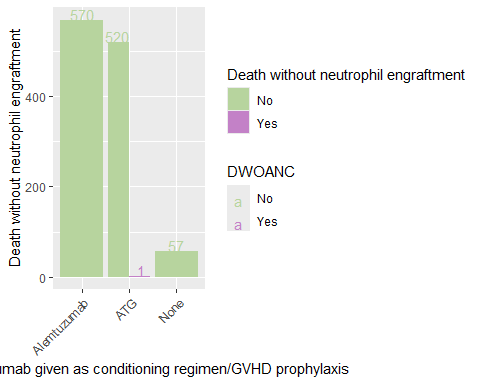 Death without neutrophil engraftment
0
200
400
570
520
1
57
Alemtuzumab
ATG
None
umab given as conditioning regimen/GVHD prophylaxis
Death without neutrophil engraftment
No
Yes
DWOANC
a No
a Yes